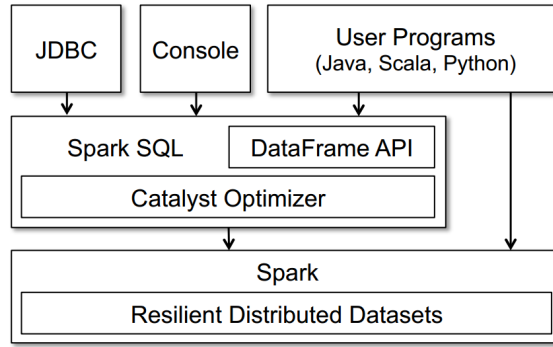 JDBC
Console
User Programs
(Java, Scala, Python)
Spark SQL
DataFrame API
Catalyst Optimizer
Spark
Resilient Distributed Datasets